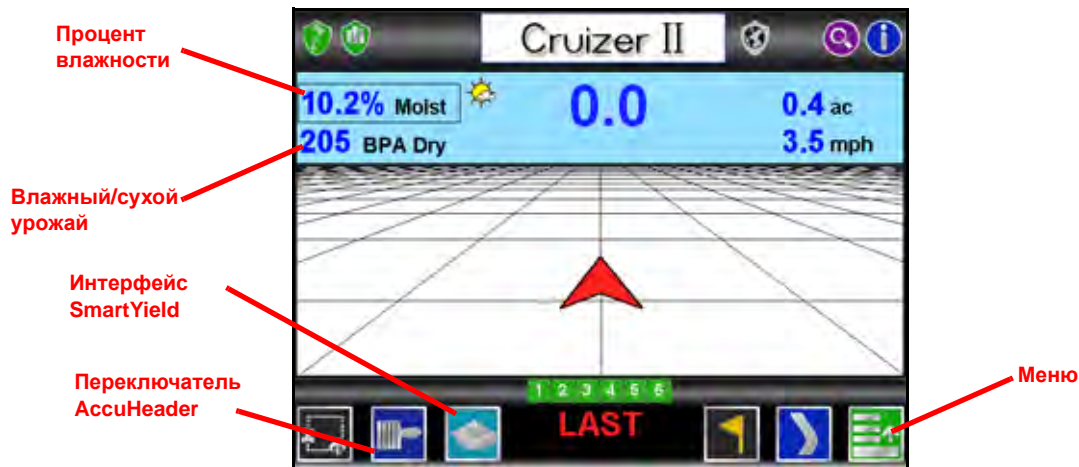 Процент
влажности
Cruizer II
10.2% Moist
0.0
0.4 ac
205 BPA Dry
3.5 mph
Влажный/сухой
урожай
Интерфейс
SmartYield
Переключатель
AccuHeader
Меню
1 2 3 4 5 6
LAST